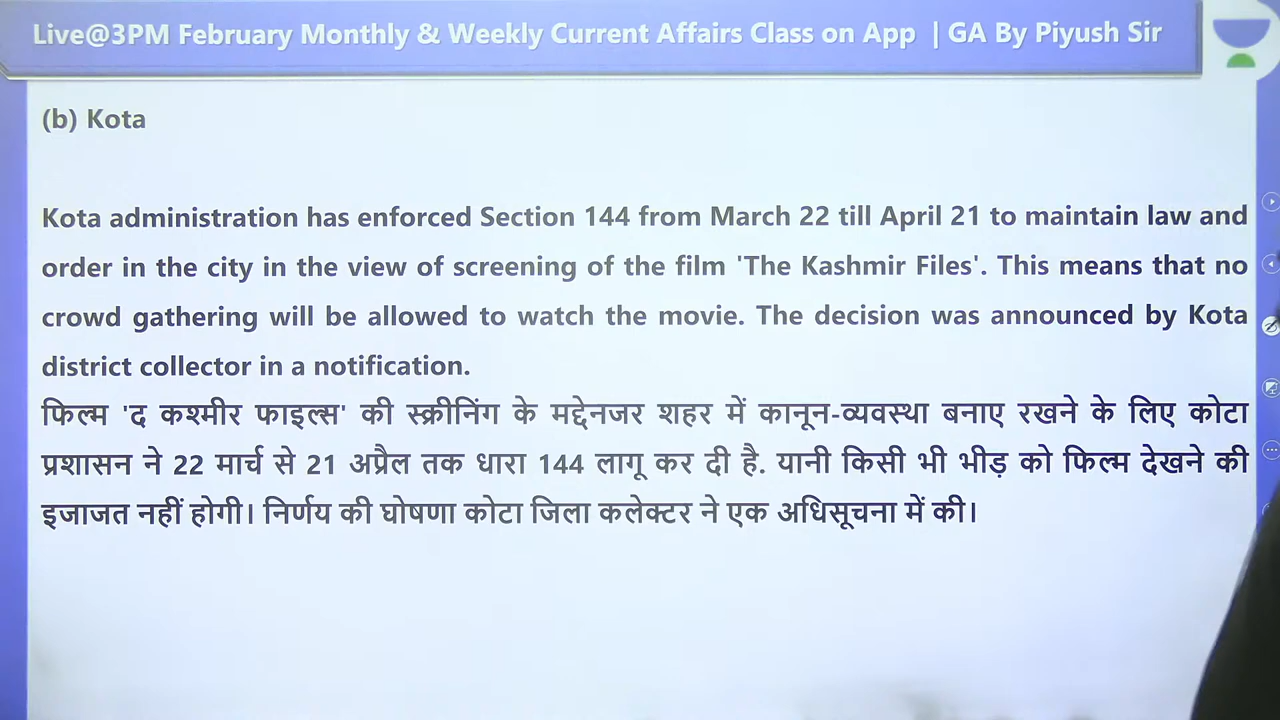 Live@3PM February Monthly & Weekly Current Affairs Class on App | GA By Piyush Sir
(b) Kota
Kota administration has enforced Section 144 from March 22 till April 21 to maintain law and
order in the city in the view of screening of the film 'The Kashmir Files'. This means that no
crowd gathering will be allowed to watch the movie. The decision was announced by Kota
district collector in a notification.
फिल्म 'द कश्मीर फाइल्स' की स्क्रीनिंग के मद्देनजर शहर में कानून-व्यवस्था बनाए रखने के लिए कोटा
प्रशासन ने 22 मार्च से 21 अप्रैल तक धारा 144 लागू कर दी है. यानी किसी भी भीड़ को फिल्म देखने की
इजाजत नहीं होगी। निर्णय की घोषणा कोटा जिला कलेक्टर ने एक अधिसूचना में की।